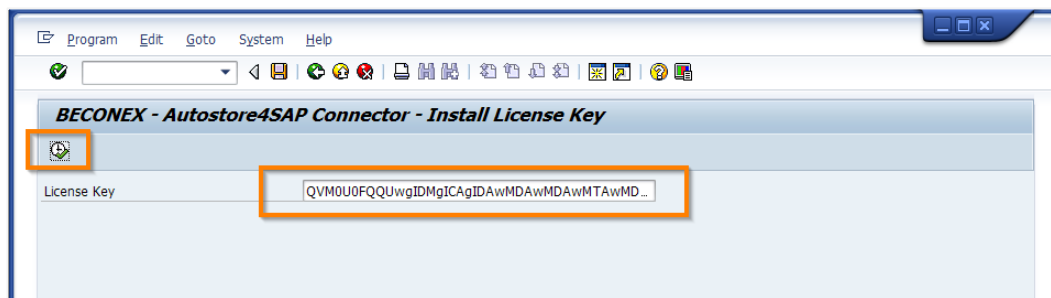 Program Edit Goto System Help
BECONEX - Autostore4SAP Connector - Install License Key
License Key QVM0U0FQQUwgIDMgICAgIDAwMDAwMDAwMTAwMD...